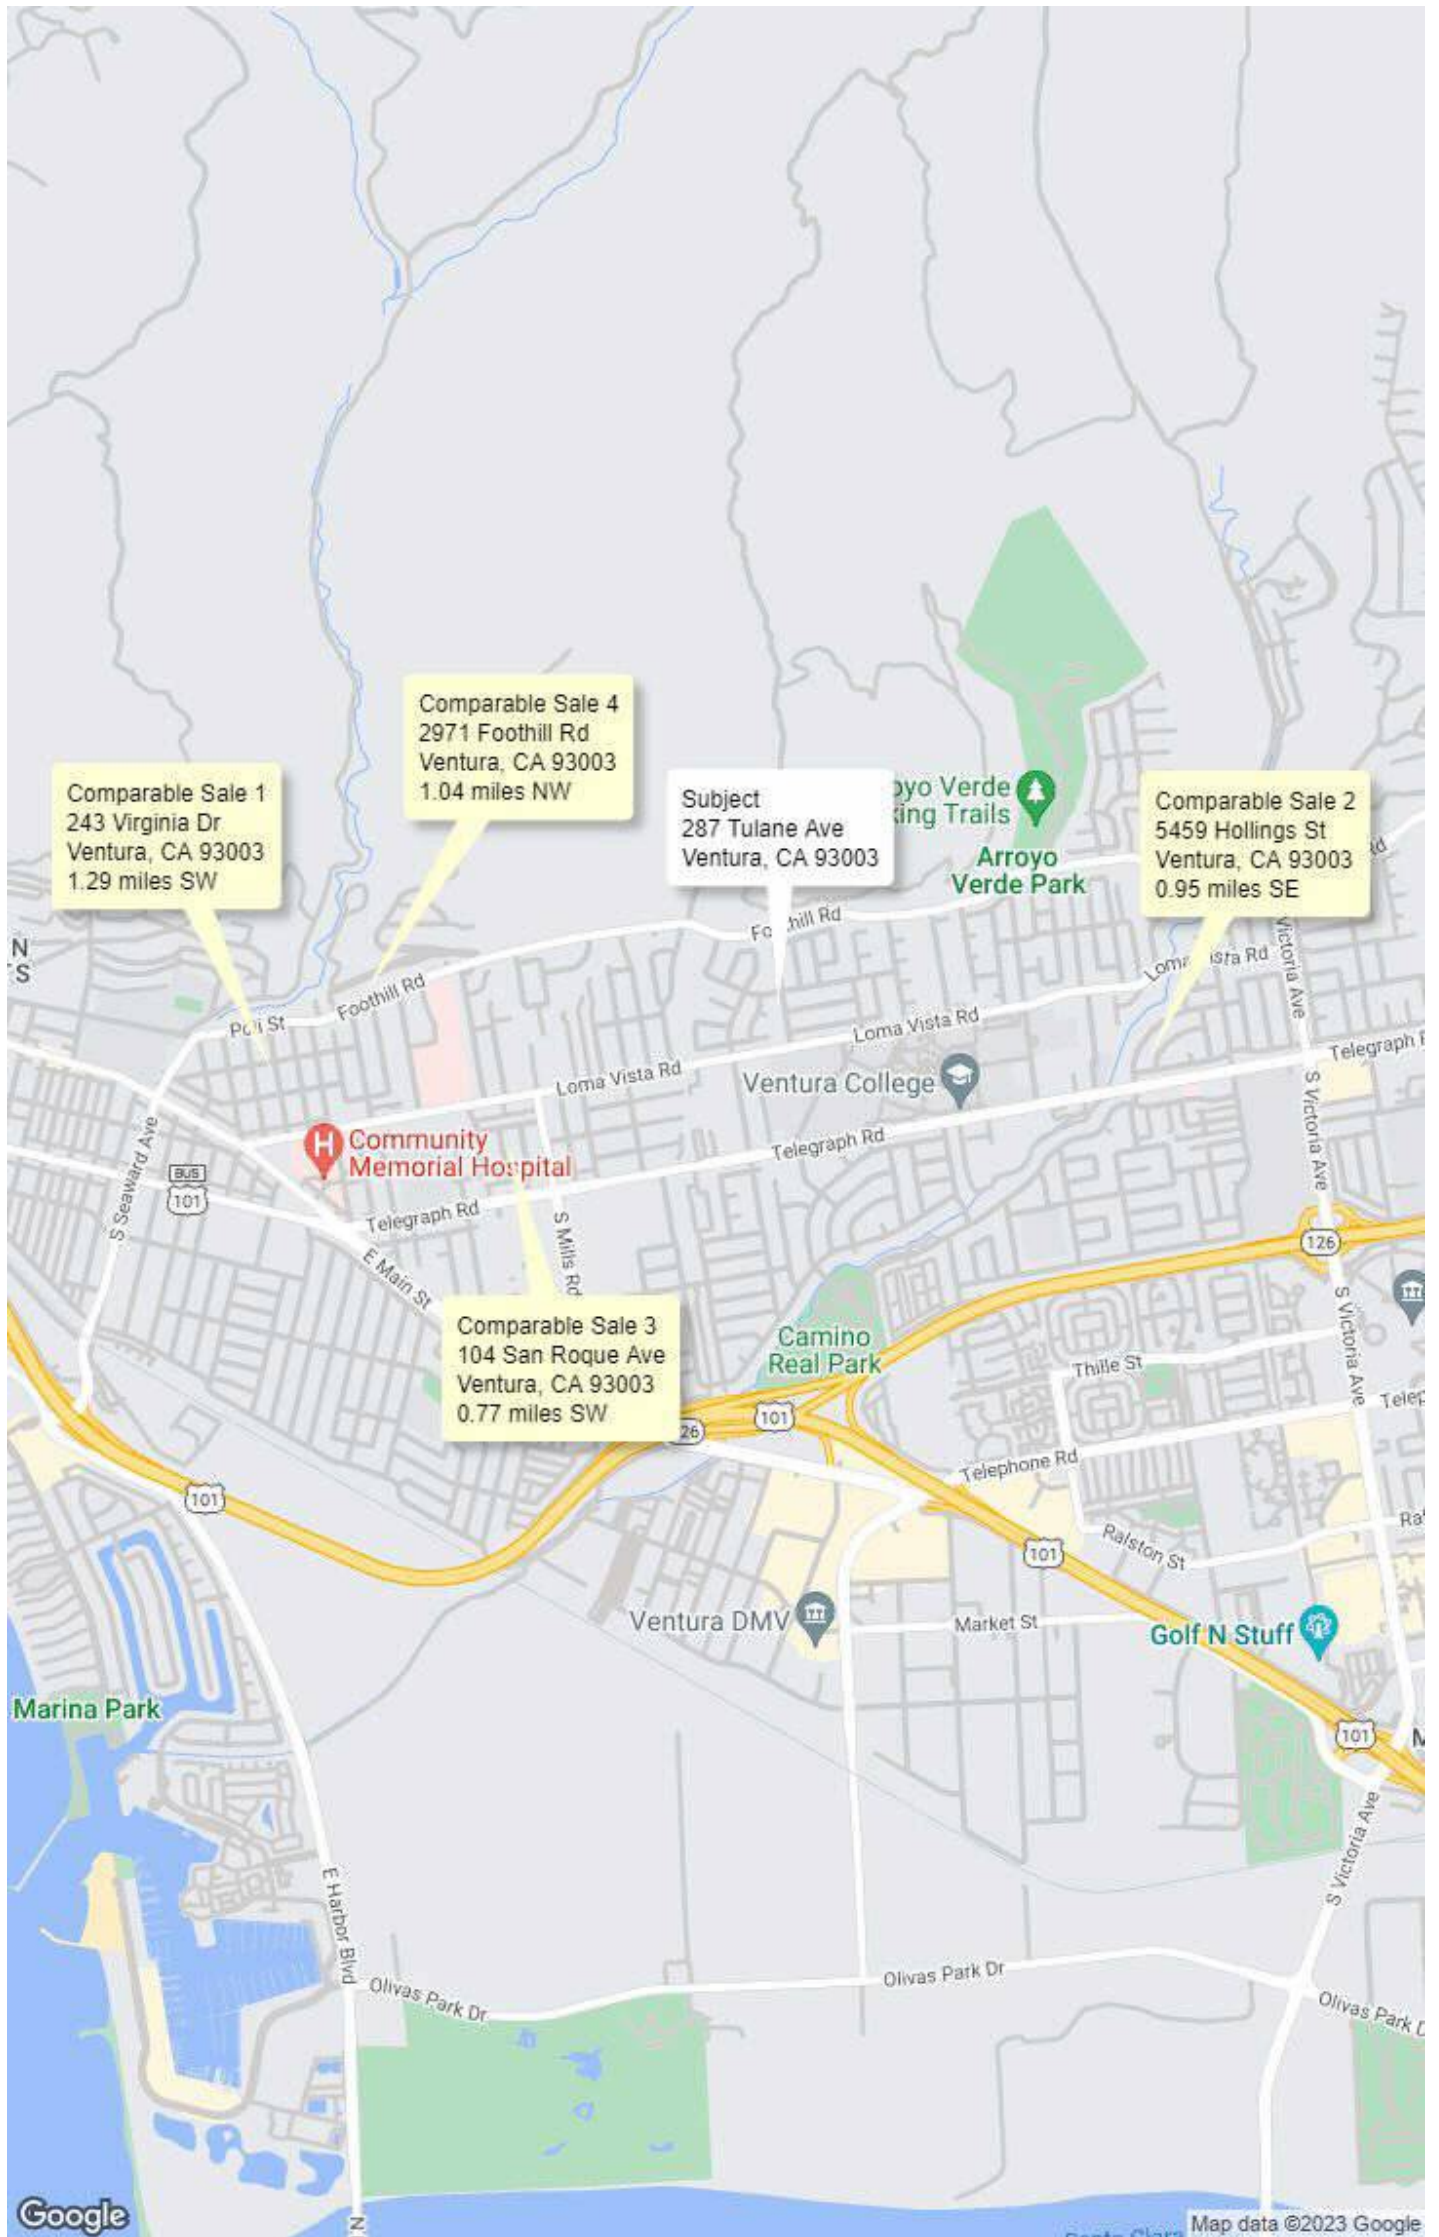 Comparable Sale 4
2971 Foothill Rd
Ventura, CA 93003
1.04 miles NW
Comparable Sale 1
243 Virginia Dr
Ventura, CA 93003
1.29 miles SW
Subject
287 Tulane Ave
Ventura, CA 93003
oyo Verde
king Trails
Arroyo
Verde Park
Comparable Sale 2
5459 Hollings St
Ventura, CA 93003
0.95 miles SE
Rd
Foothill Rd
N
TS
Victoria Ave
Loma Vista Rd
Foothill Rd
Poli St
Loma Vista Rd
Telegraph R
Loma Vista Rd
Ventura College
S Victoria Ave
Community
Memorial Hospital
Telegraph Rd
S Seaward Ave
BUS
101
Telegraph Rd
S Mills Rd
E Main St
126
S Victoria Ave
Comparable Sale 3
104 San Roque Ave
Ventura, CA 93003
0.77 miles SW
Camino
Real Park
Thille St
Telep
101
26
Telephone Rd
101
Ralston St
101
Ventura DMV
Market St
Golf N Stuff
Marina Park
101
S Victoria Ave
E Harbor Blvd
Olivas Park Dr
Olivas Park Dr
Olivas Park D
Google
N
Map data ©2023 Google